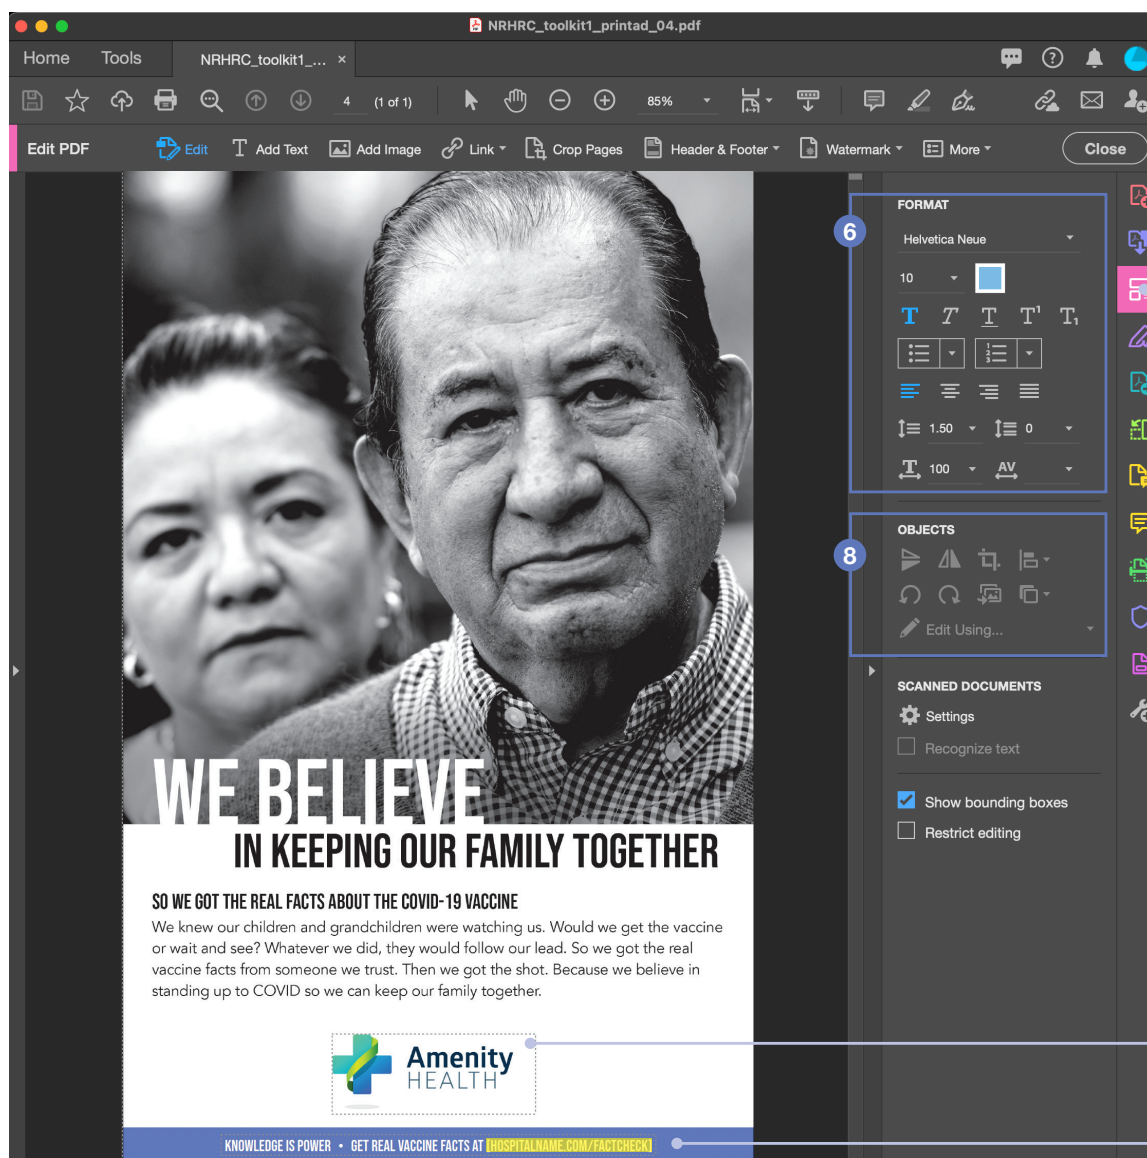 NRHRC_toolkit1_printad_04.pdf
Home Tools NRHRC_toolkit1_... ×
4 (1 of 1) 85%
Edit PDF Edit Add Text Add Image Link Crop Pages Header & Footer Watermark More Close
6
FORMAT
Helvetica Neue
10
T T T T¹ T₁
1.50 0
100 AV
8
OBJECTS
Edit Using...
SCANNED DOCUMENTS
Settings
Recognize text
Show bounding boxes
Restrict editing
WE BELIEVE
IN KEEPING OUR FAMILY TOGETHER
SO WE GOT THE REAL FACTS ABOUT THE COVID-19 VACCINE
We knew our children and grandchildren were watching us. Would we get the vaccine
or wait and see? Whatever we did, they would follow our lead. So we got the real
vaccine facts from someone we trust. Then we got the shot. Because we believe in
standing up to COVID so we can keep our family together.
Amenity
HEALTH
KNOWLEDGE IS POWER • GET REAL VACCINE FACTS AT [HOSPITALNAME.COM/FACTCHECK]